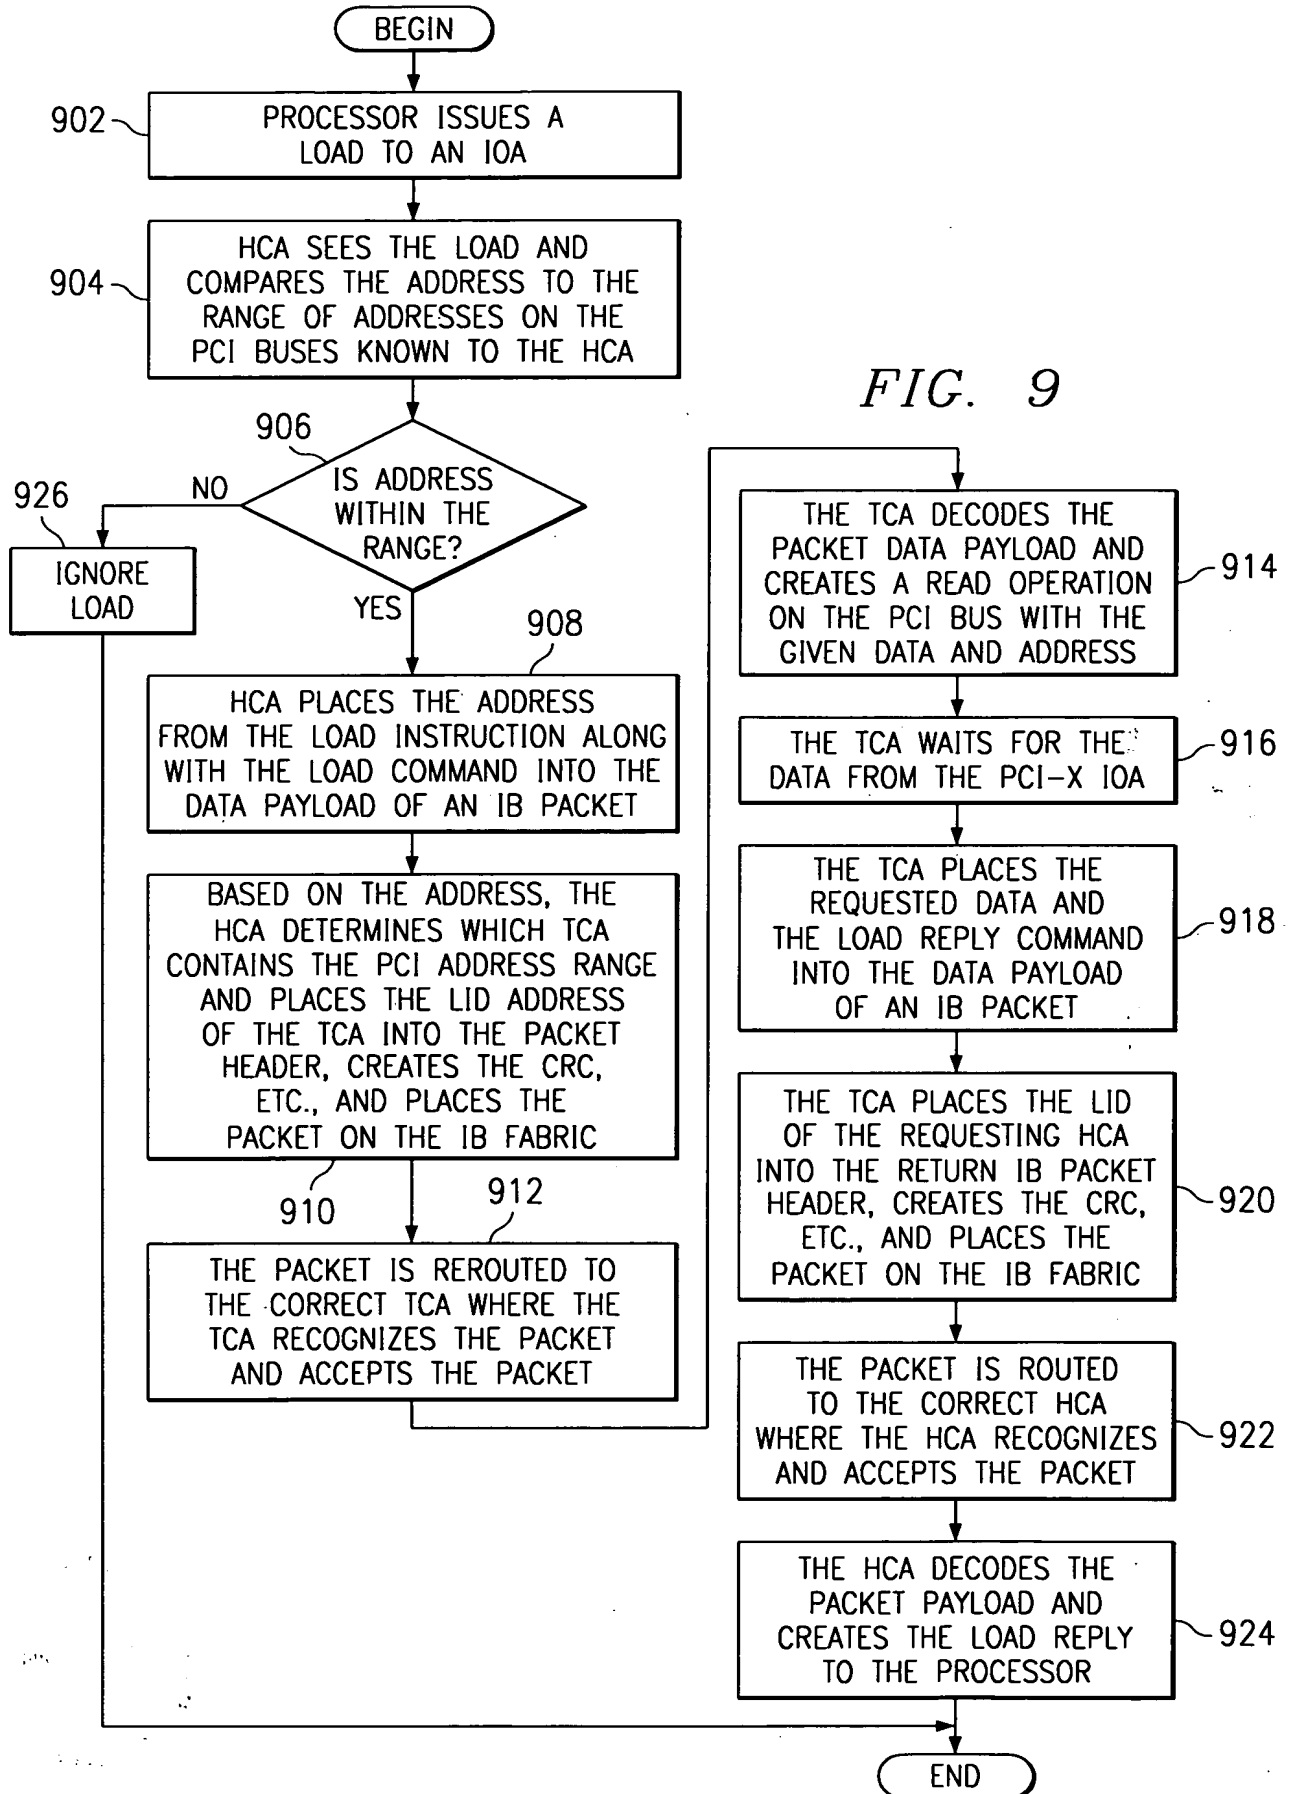 BEGIN
902
PROCESSOR ISSUES A
LOAD TO AN IOA
904
HCA SEES THE LOAD AND
COMPARES THE ADDRESS TO THE
RANGE OF ADDRESSES ON THE
PCI BUSES KNOWN TO THE HCA
906
IS ADDRESS
WITHIN THE
RANGE?
NO
926
IGNORE
LOAD
YES
908
HCA PLACES THE ADDRESS
FROM THE LOAD INSTRUCTION ALONG
WITH THE LOAD COMMAND INTO THE
DATA PAYLOAD OF AN IB PACKET
BASED ON THE ADDRESS, THE
HCA DETERMINES WHICH TCA
CONTAINS THE PCI ADDRESS RANGE
AND PLACES THE LID ADDRESS
OF THE TCA INTO THE PACKET
HEADER, CREATES THE CRC,
ETC., AND PLACES THE
PACKET ON THE IB FABRIC
910
912
THE PACKET IS REROUTED TO
THE CORRECT TCA WHERE THE
TCA RECOGNIZES THE PACKET
AND ACCEPTS THE PACKET
FIG. 9
THE TCA DECODES THE
PACKET DATA PAYLOAD AND
CREATES A READ OPERATION
ON THE PCI BUS WITH THE
GIVEN DATA AND ADDRESS
914
THE TCA WAITS FOR THE
DATA FROM THE PCI-X IOA
916
THE TCA PLACES THE
REQUESTED DATA AND
THE LOAD REPLY COMMAND
INTO THE DATA PAYLOAD
OF AN IB PACKET
918
THE TCA PLACES THE LID
OF THE REQUESTING HCA
INTO THE RETURN IB PACKET
HEADER, CREATES THE CRC,
ETC., AND PLACES THE
PACKET ON THE IB FABRIC
920
THE PACKET IS ROUTED
TO THE CORRECT HCA
WHERE THE HCA RECOGNIZES
AND ACCEPTS THE PACKET
922
THE HCA DECODES THE
PACKET PAYLOAD AND
CREATES THE LOAD REPLY
TO THE PROCESSOR
924
END